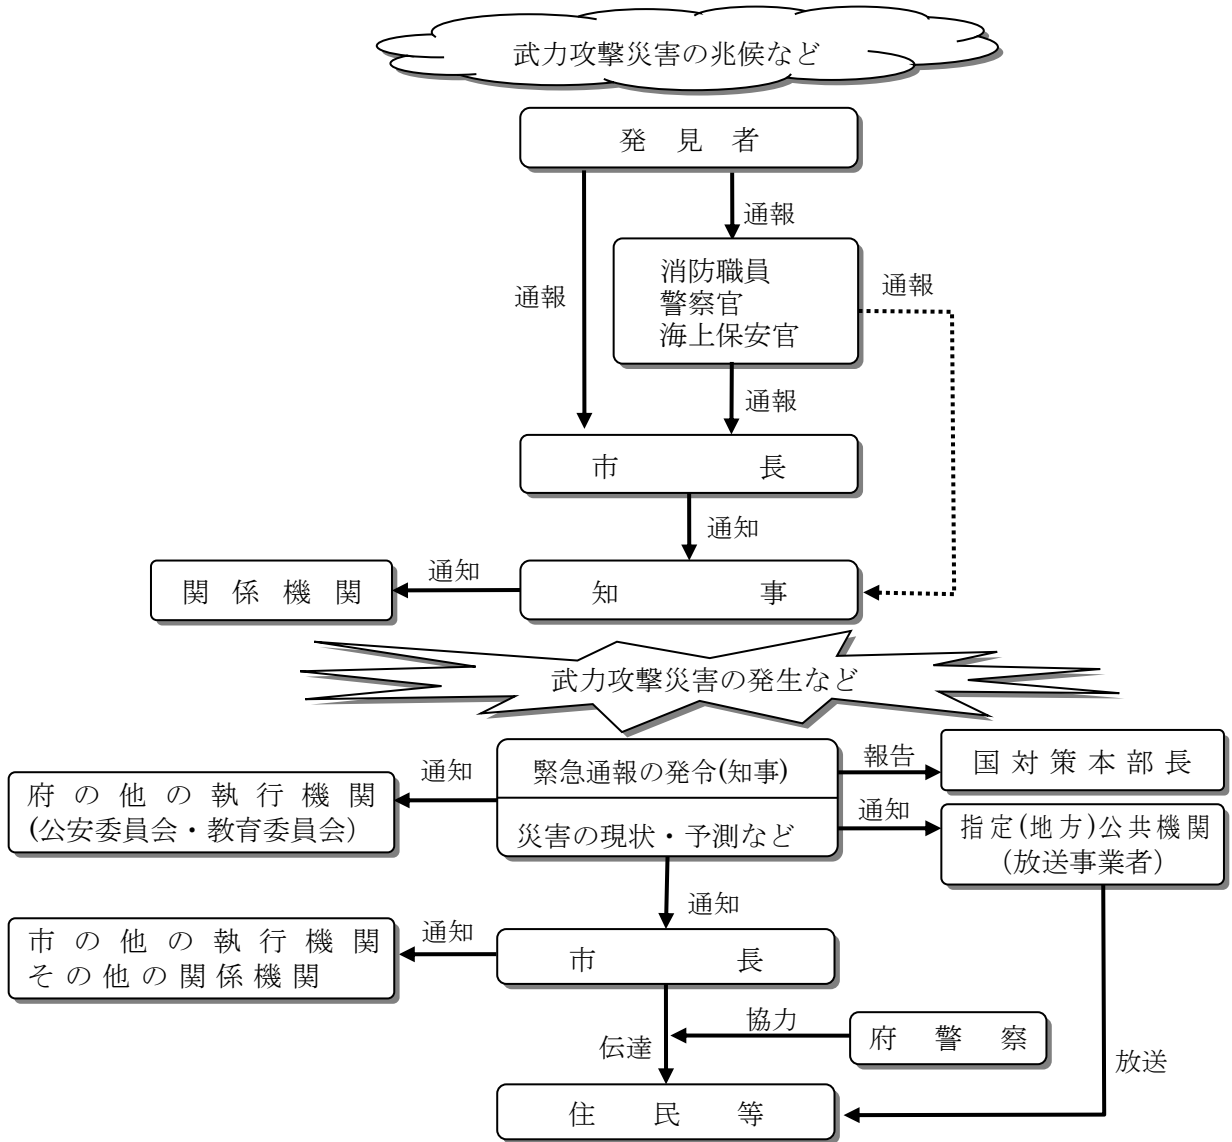 武力攻撃災害の兆候など
発見者
通報
通報
消防職員
警察官
海上保安官
通報
通報
市長
通知
関係機関
通知
知事
武力攻撃災害の発生など
緊急通報の発令(知事)
災害の現状・予測など
報告
国対策本部長
通知
府の他の執行機関
(公安委員会・教育委員会)
通知
指定(地方)公共機関
(放送事業者)
通知
市の他の執行機関
その他の関係機関
通知
市長
協力
府警察
伝達
放送
住民等